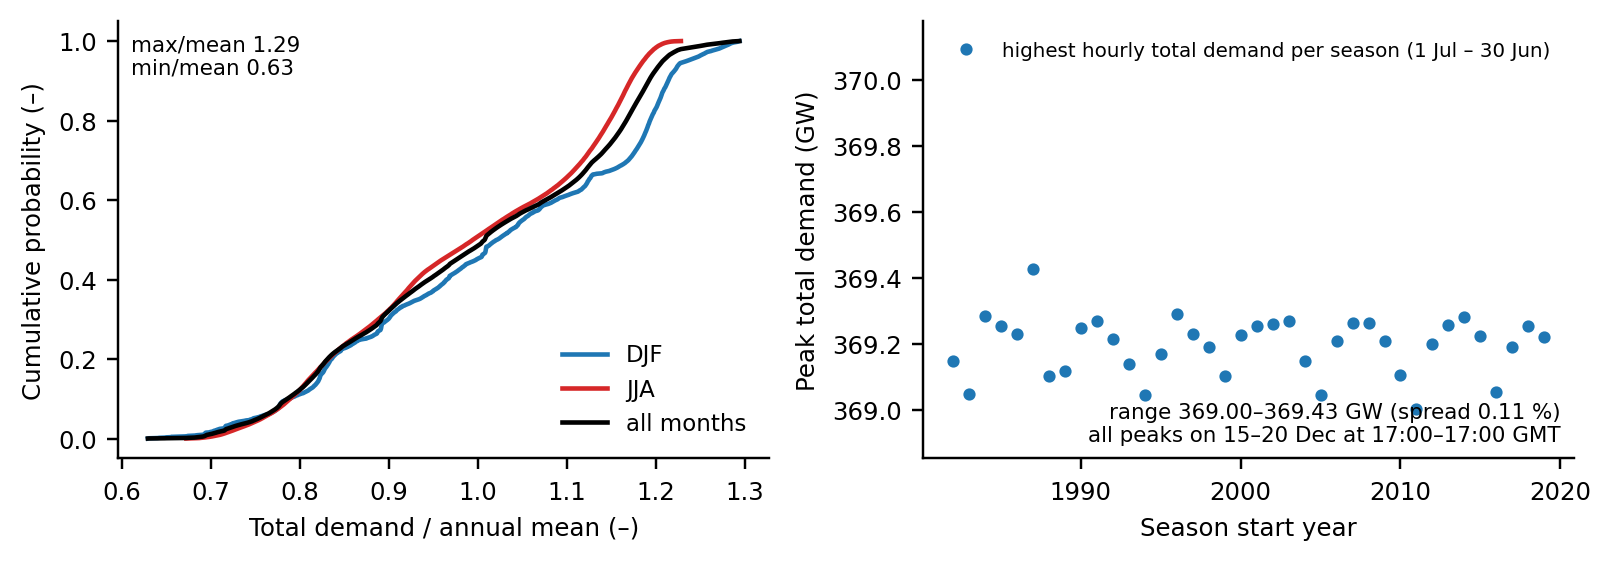 max/mean 1.29
min/mean 0.63
Cumulative probability (–)
1.0
0.8
0.6
0.4
0.2
0.0
DJF
JJA
all months
0.6 0.7 0.8 0.9 1.0 1.1 1.2 1.3
Total demand / annual mean (–)
highest hourly total demand per season (1 Jul – 30 Jun)
Peak total demand (GW)
370.0
369.8
369.6
369.4
369.2
369.0
range 369.00–369.43 GW (spread 0.11 %)
all peaks on 15–20 Dec at 17:00–17:00 GMT
1990 2000 2010 2020
Season start year